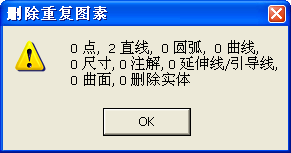 删除重复图素
0 点, 2 直线, 0 圆弧, 0 曲线,
0 尺寸, 0 注解, 0 延伸线/引导线,
0 曲面, 0 删除实体
OK